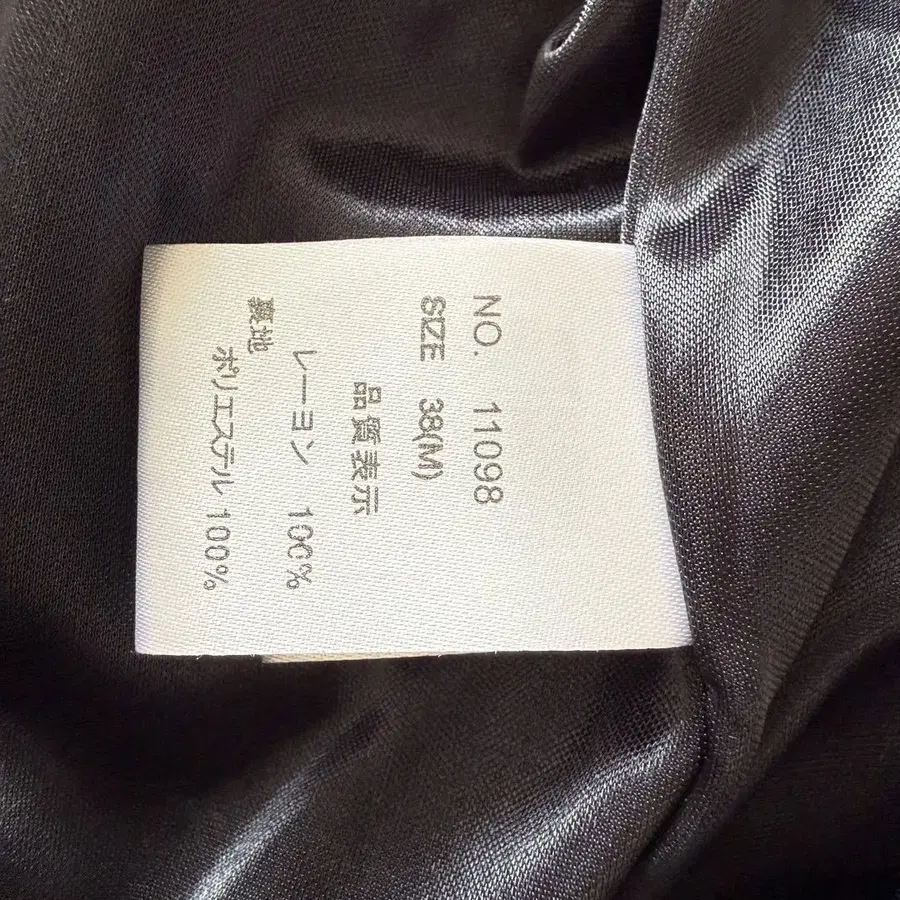 NO. 11098
SIZE 38(M)
品質表示
レーヨン 100%
裏地
ポリエステル 100%